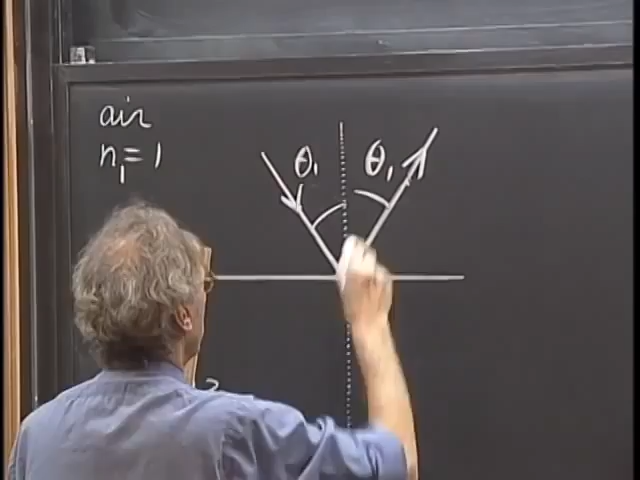 air
n₁ = 1
θ₁ θ₁